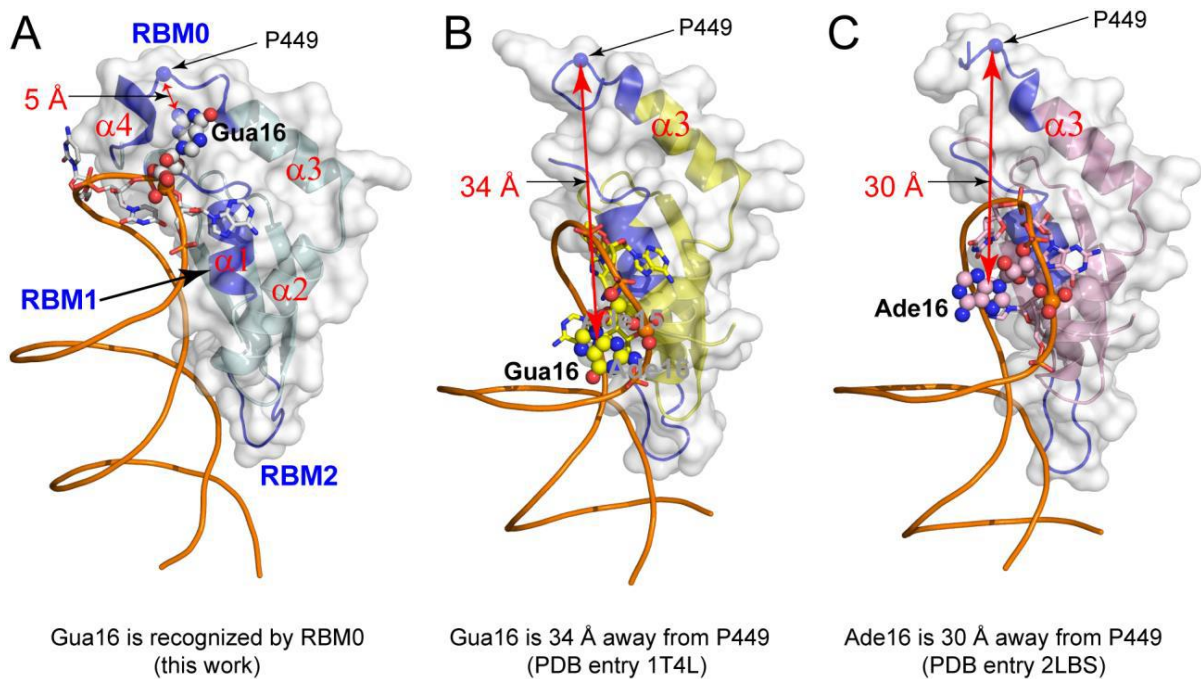 A
RBM0
P449
5 Å
α4
Gua16
α3
α1
α2
RBM1
RBM2
Gua16 is recognized by RBM0
(this work)
B
P449
α3
34 Å
Gua16
Ade16
Gua16 is 34 Å away from P449
(PDB entry 1T4L)
C
P449
α3
30 Å
Ade16
Ade16 is 30 Å away from P449
(PDB entry 2LBS)